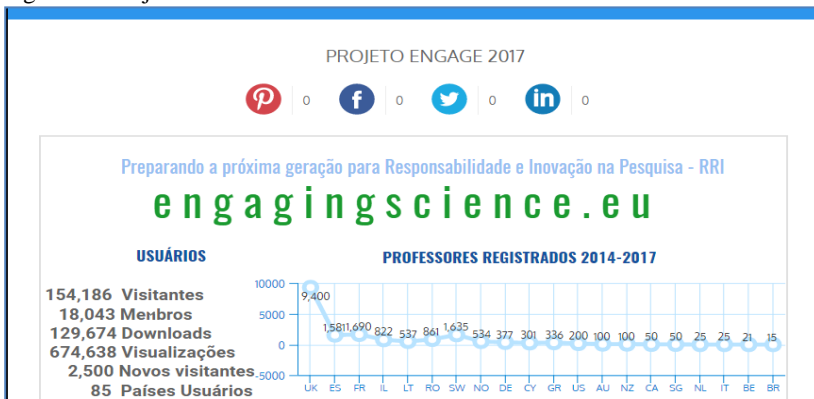 PROJETO ENGAGE 2017
0 0 0 0
Preparando a próxima geração para Responsabilidade e Inovação na Pesquisa - RRI
engagingscience.eu
USUÁRIOS
154,186 Visitantes
18,043 Membros
129,674 Downloads
674,638 Visualizações
2,500 Novos visitantes
85 Países Usuários
PROFESSORES REGISTRADOS 2014-2017
10000
5000
0
-5000
9,400 1,581 1,690 822 537 861 1,635 534 377 301 336 200 100 100 50 50 25 25 21 15
UK ES FR IL LT RO SW NO DE CY GR US AU NZ CA SG NL IT BE BR